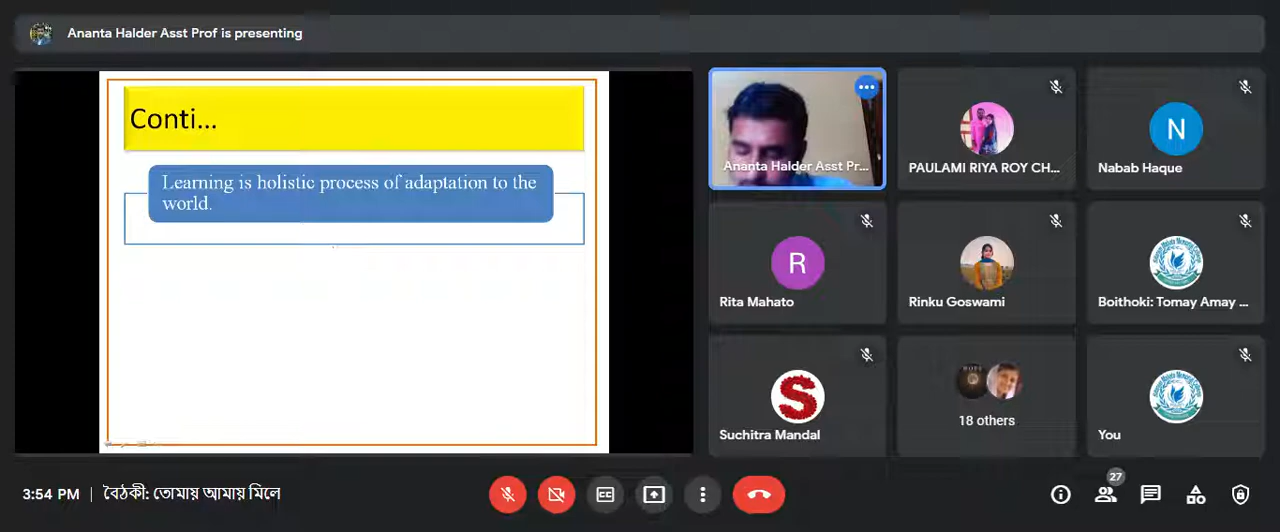 Ananta Halder Asst Prof is presenting
Conti...
Learning is holistic process of adaptation to the
world.
Ananta Halder Asst Pr...
PAULAMI RIYA ROY CH...
N
Nabab Haque
R
Rita Mahato
Rinku Goswami
Boithoki: Tomay Amay ...
S
Suchitra Mandal
18 others
You
3:54 PM | বৈঠকী: তোমায় আমায় মিলে
CC
27